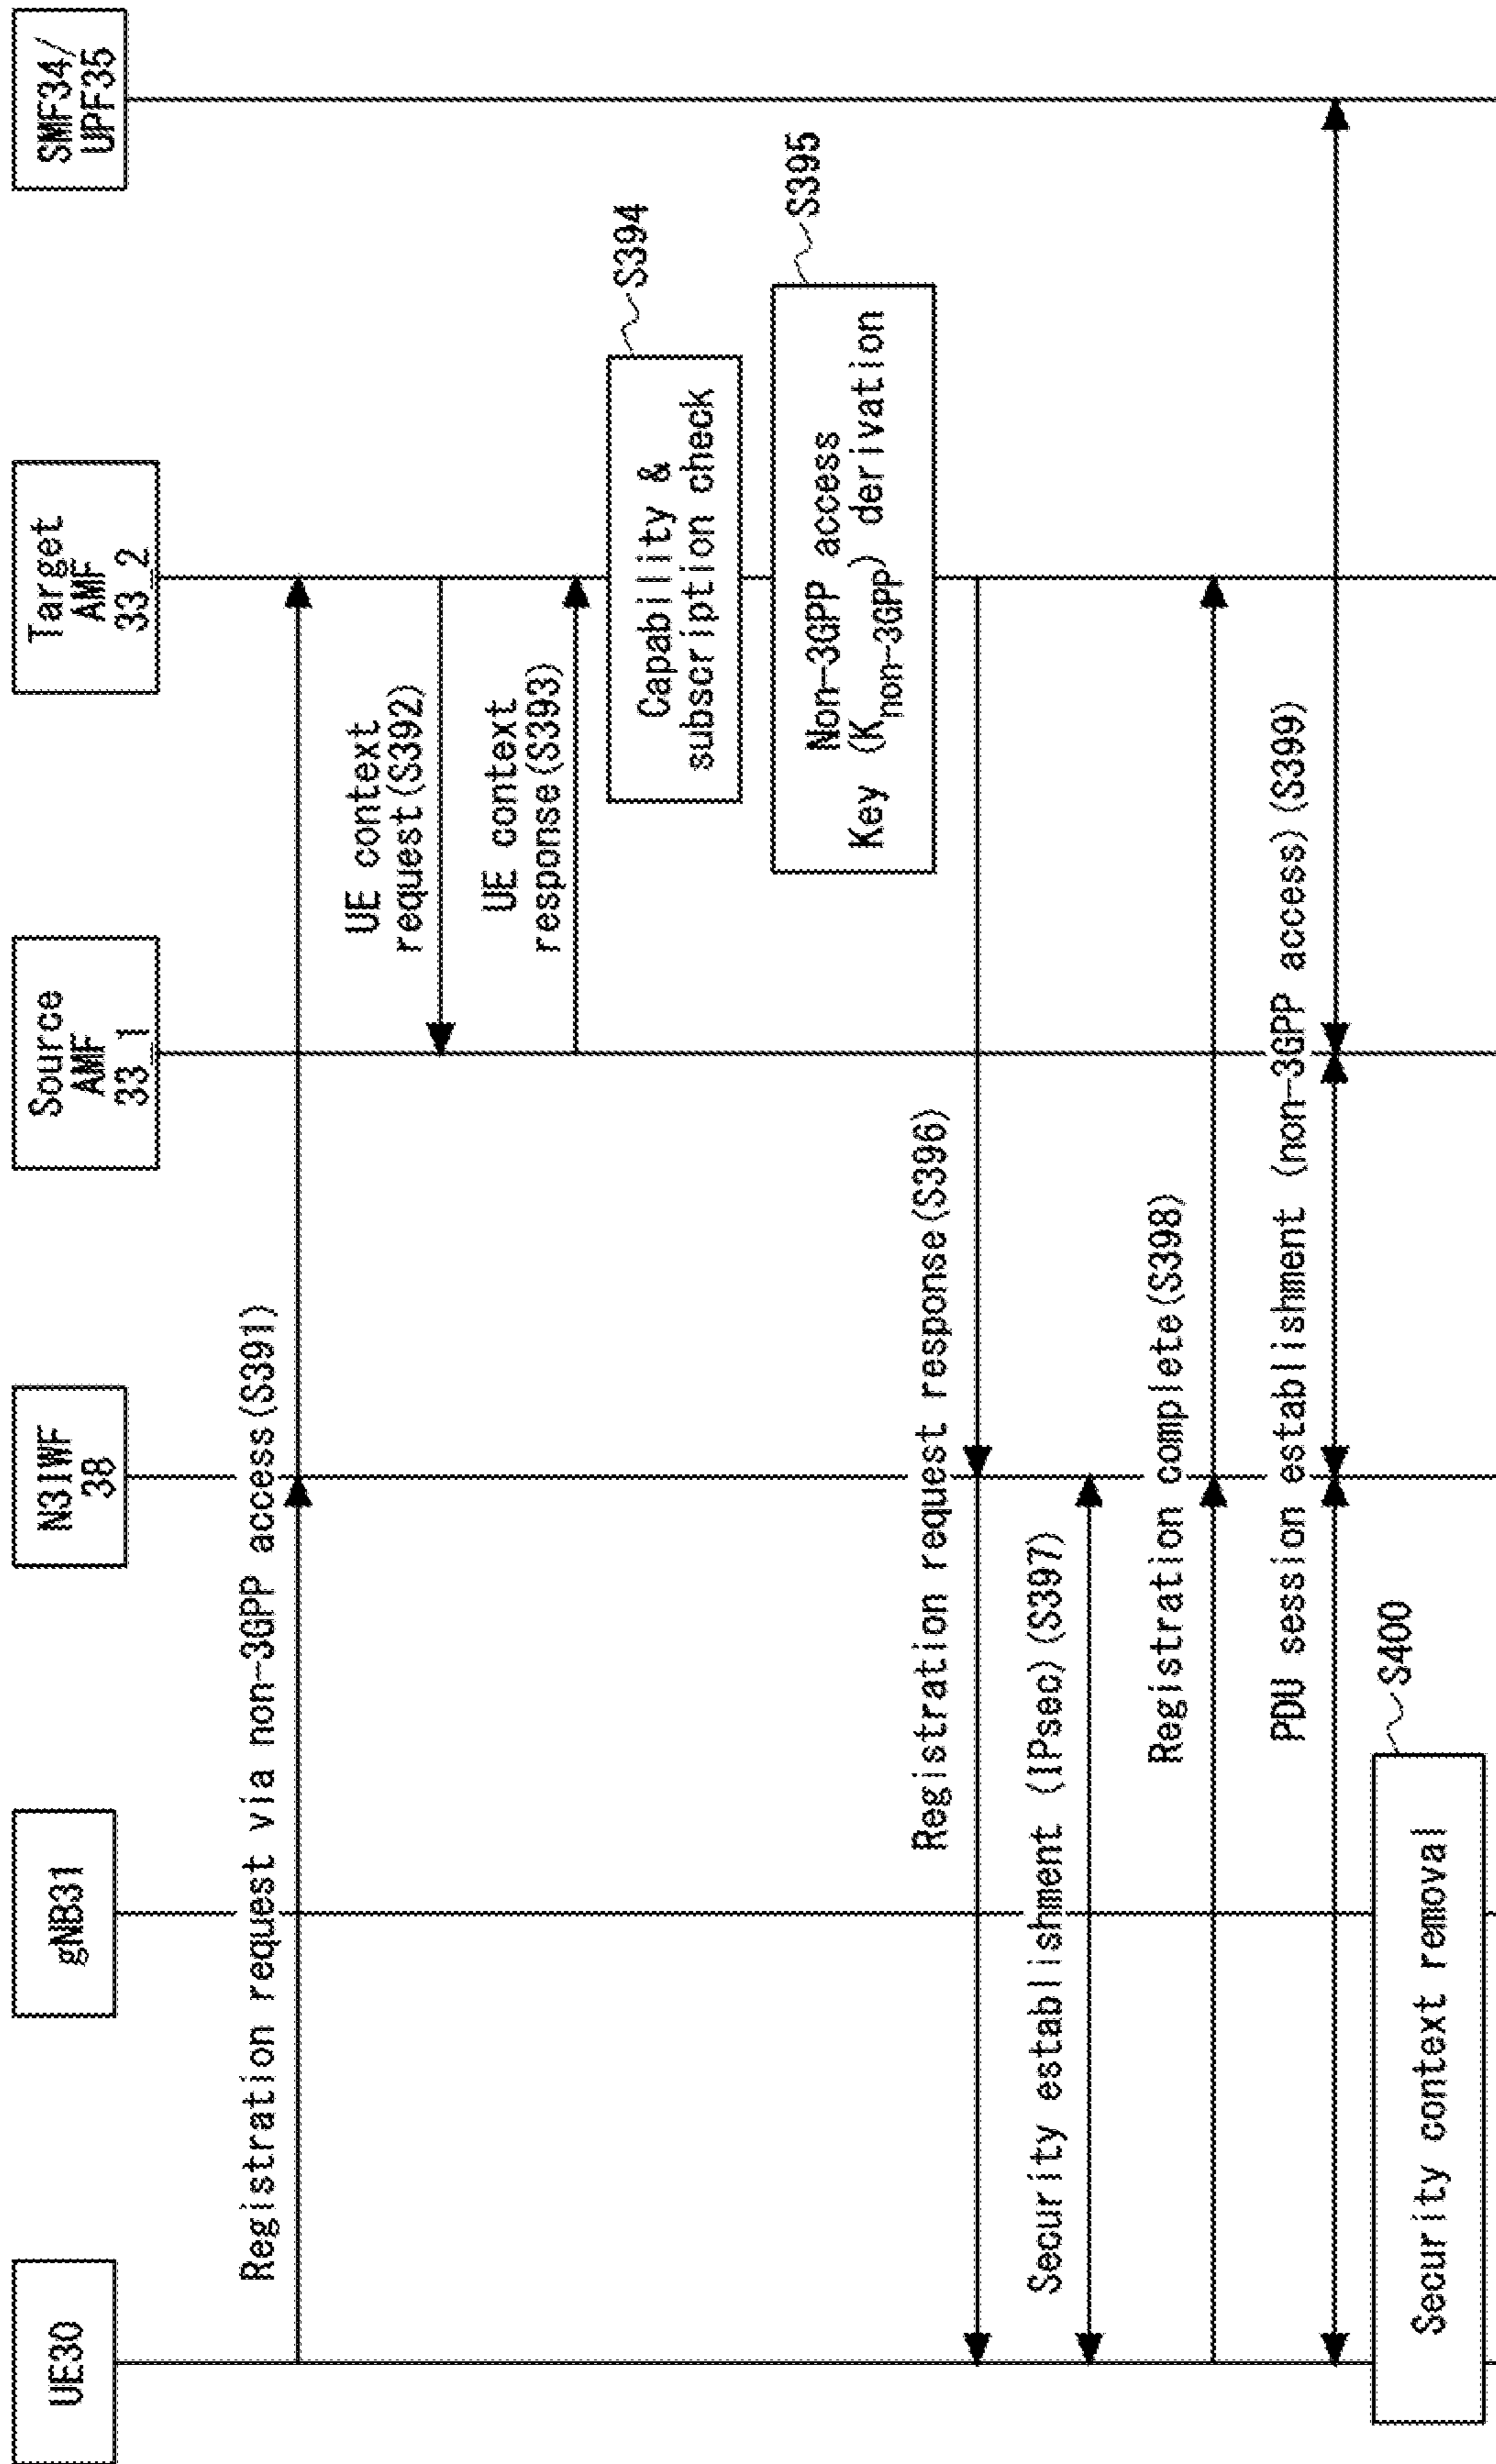 UE30
gNB31
N3IWF
38
Source
AMF
33_1
Target
AMF
33_2
SMF34/
UPF35
Registration request via non-3GPP access(S391)
UE context
request(S392)
UE context
response(S393)
Capability &
subscription check
S394
Non-3GPP access
Key (Knon-3GPP) derivation
S395
Registration request response(S396)
Security establishment (IPsec)(S397)
Registration complete(S398)
PDU session establishment (non-3GPP access)(S399)
Security context removal
S400